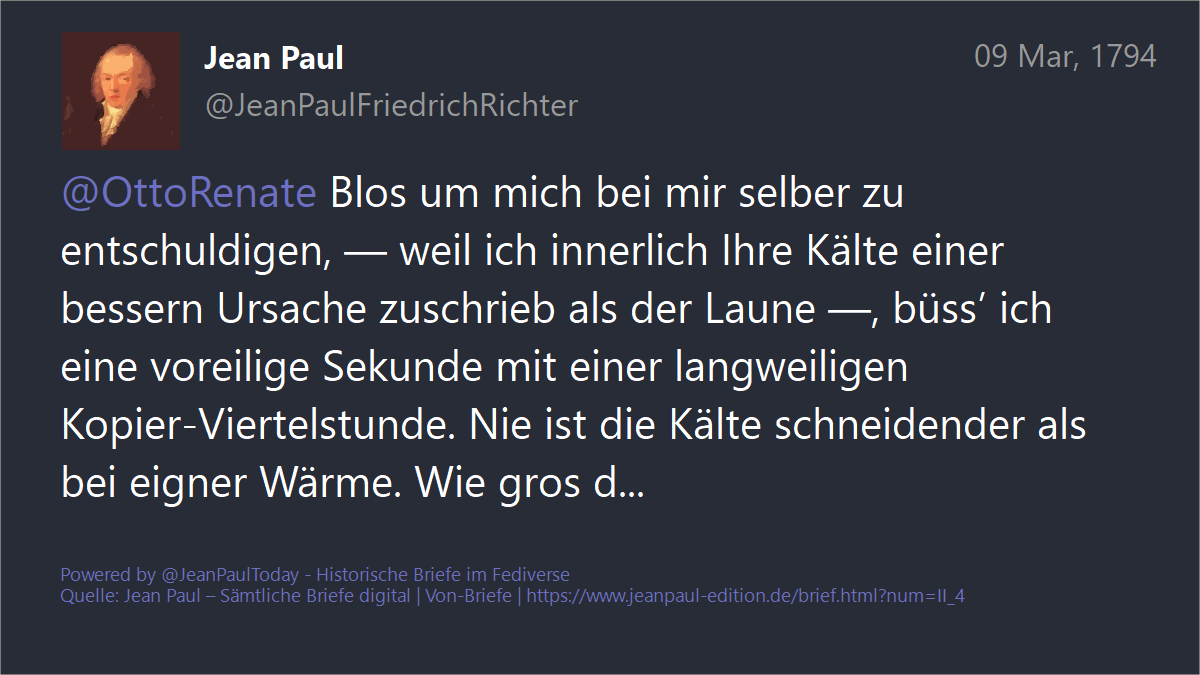 Jean Paul
09 Mar, 1794
@JeanPaulFriedrichRichter
@OttoRenate Blos um mich bei mir selber zu
entschuldigen, — weil ich innerlich Ihre Kälte einer
bessern Ursache zuschrieb als der Laune —, büss’ ich
eine voreilige Sekunde mit einer langweiligen
Kopier-Viertelstunde. Nie ist die Kälte schneidender als
bei eigner Wärme. Wie gros d...
Powered by @JeanPaulToday - Historische Briefe im Fediverse
Quelle: Jean Paul – Sämtliche Briefe digital | Von-Briefe | https://www.jeanpaul-edition.de/brief.html?num=II_4